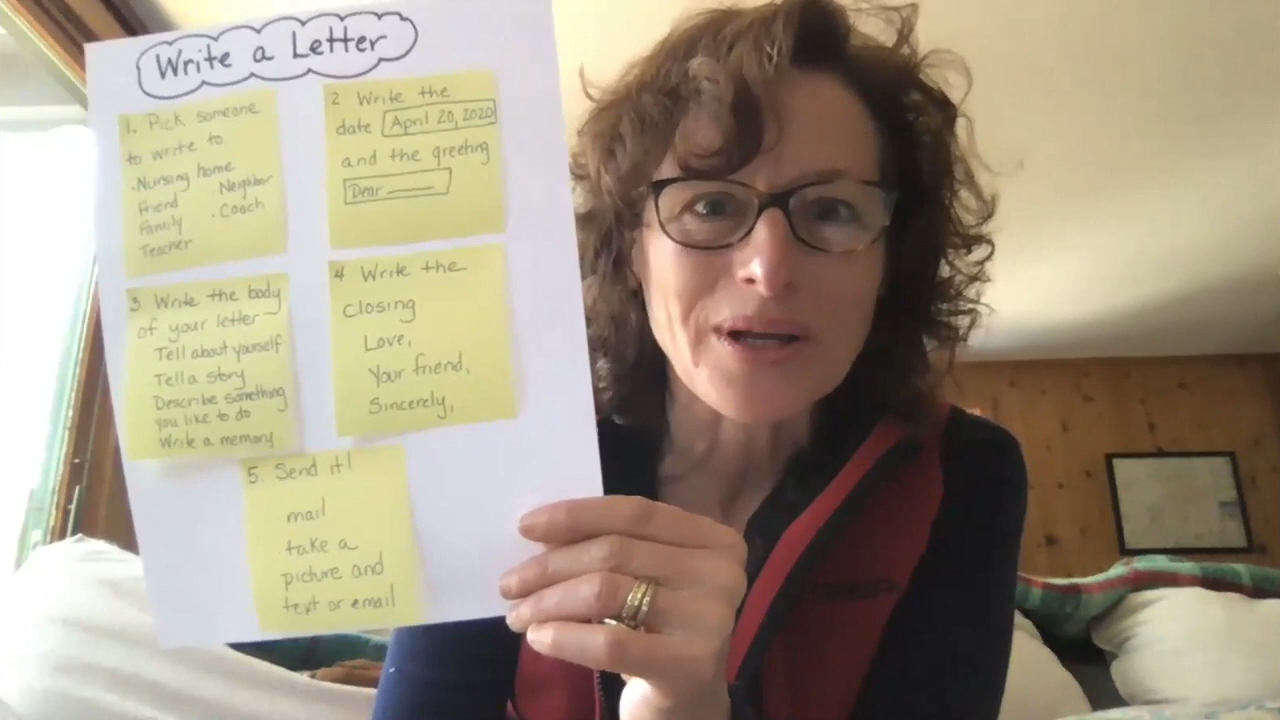 Write a Letter
1. Pick someone
to write to
· Nursing home
Friend
Family
Teacher
Neighbor
· Coach
2 Write the
date April 20, 2020
and the greeting
Dear ____
3. Write the body
of your letter
Tell about yourself
Tell a story
Describe something
you like to do
Write a memory
4 Write the
closing
Love,
Your friend,
Sincerely,
5. Send it!
mail
take a
picture and
text or email